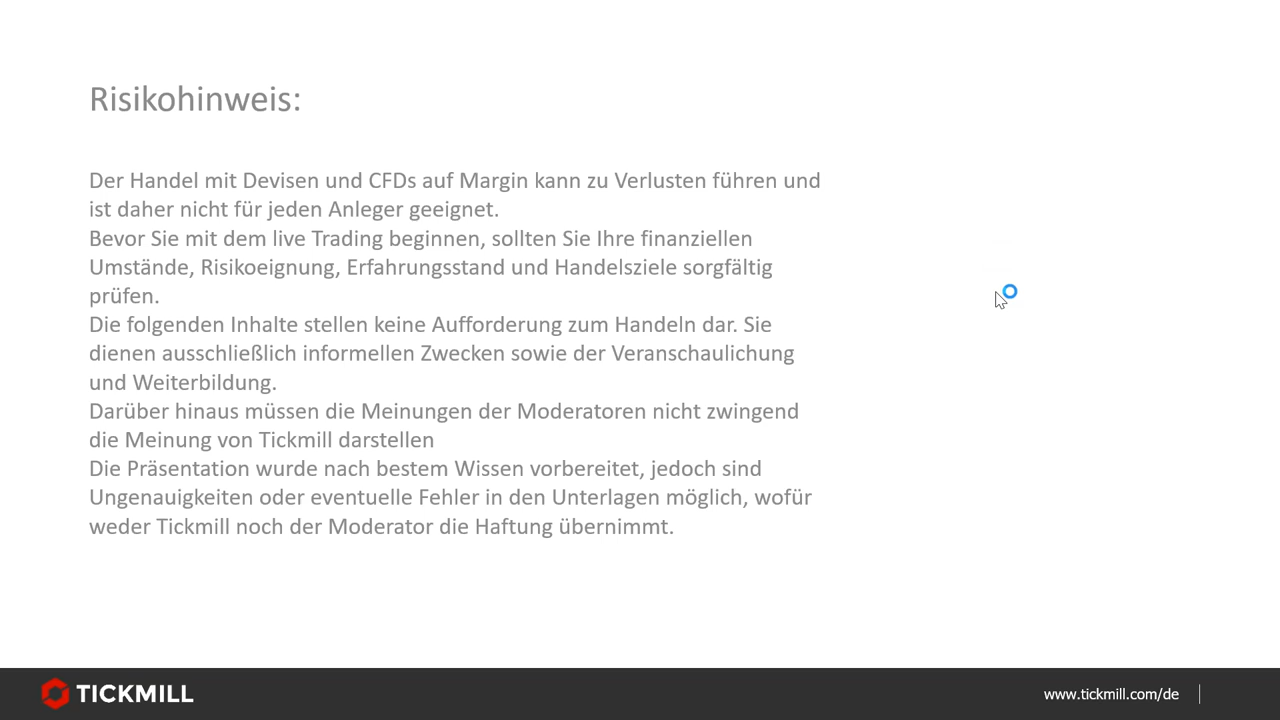 Risikohinweis:
Der Handel mit Devisen und CFDs auf Margin kann zu Verlusten führen und
ist daher nicht für jeden Anleger geeignet.
Bevor Sie mit dem live Trading beginnen, sollten Sie Ihre finanziellen
Umstände, Risikoeignung, Erfahrungsstand und Handelsziele sorgfältig
prüfen.
Die folgenden Inhalte stellen keine Aufforderung zum Handeln dar. Sie
dienen ausschließlich informellen Zwecken sowie der Veranschaulichung
und Weiterbildung.
Darüber hinaus müssen die Meinungen der Moderatoren nicht zwingend
die Meinung von Tickmill darstellen
Die Präsentation wurde nach bestem Wissen vorbereitet, jedoch sind
Ungenauigkeiten oder eventuelle Fehler in den Unterlagen möglich, wofür
weder Tickmill noch der Moderator die Haftung übernimmt.
TICKMILL
www.tickmill.com/de